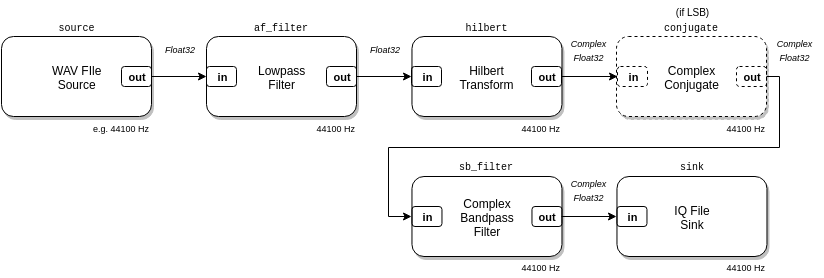 (if LSB)
source
af_filter
hilbert
conjugate
Float32
Float32
Complex
Float32
Complex
Float32
WAV FIle
Source
out
in
Lowpass
Filter
out
in
Hilbert
Transform
out
in
Complex
Conjugate
out
e.g. 44100 Hz
44100 Hz
44100 Hz
44100 Hz
sb_filter
sink
Complex
Float32
in
Complex
Bandpass
Filter
out
in
IQ File
Sink
44100 Hz
44100 Hz